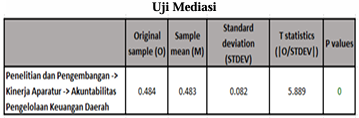 Uji Mediasi
Original sample (O) Sample mean (M) Standard deviation (STDEV) T statistics (|O/STDEV|) P values
Penelitian dan Pengembangan ->
Kinerja Aparatur -> Akuntabilitas 0.484 0.483 0.082 5.889 0
Pengelolaan Keuangan Daerah